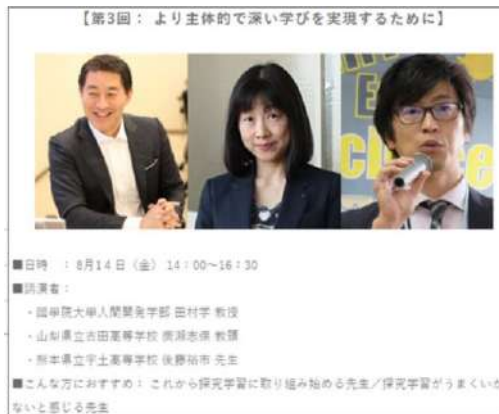 【第3回： より主体的で深い学びを実現するために】
■日時 ：8月14日（金） 14：00～16：30
■講演者：
・國學院大學人間開発学部 田村学 教授
・山梨県立吉田高等学校 廣瀬志保 教頭
・熊本県立宇土高等学校 後藤裕市 先生
■こんな方におすすめ： これから探究学習に取り組み始める先生／探究学習がうまくいか
ないと感じる先生